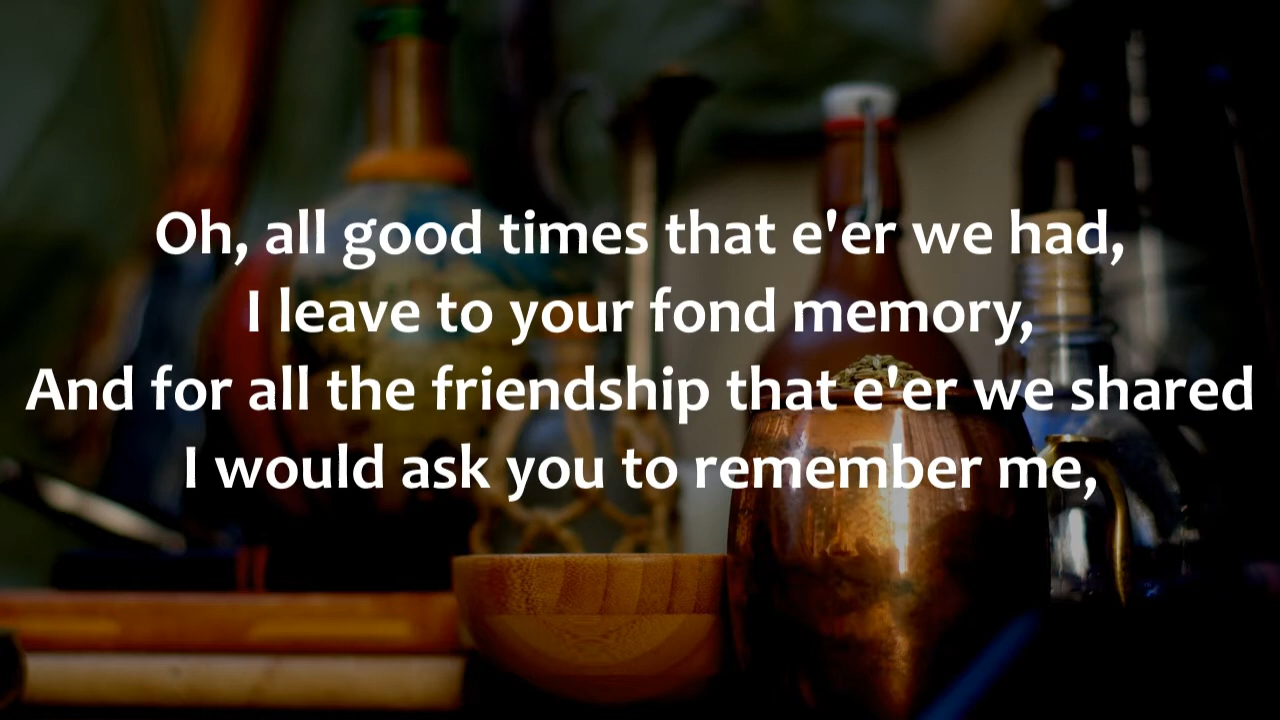 Oh, all good times that e'er we had,
I leave to your fond memory,
And for all the friendship that e'er we shared
I would ask you to remember me,